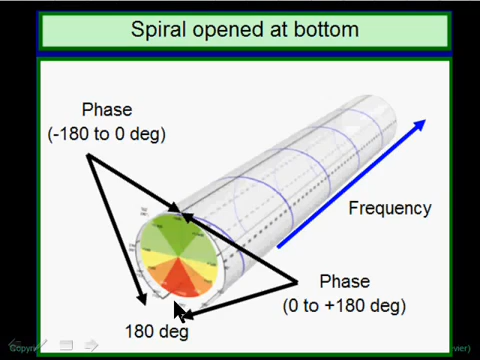 Spiral opened at bottom
Phase
(-180 to 0 deg)
Frequency
Phase
(0 to +180 deg)
180 deg